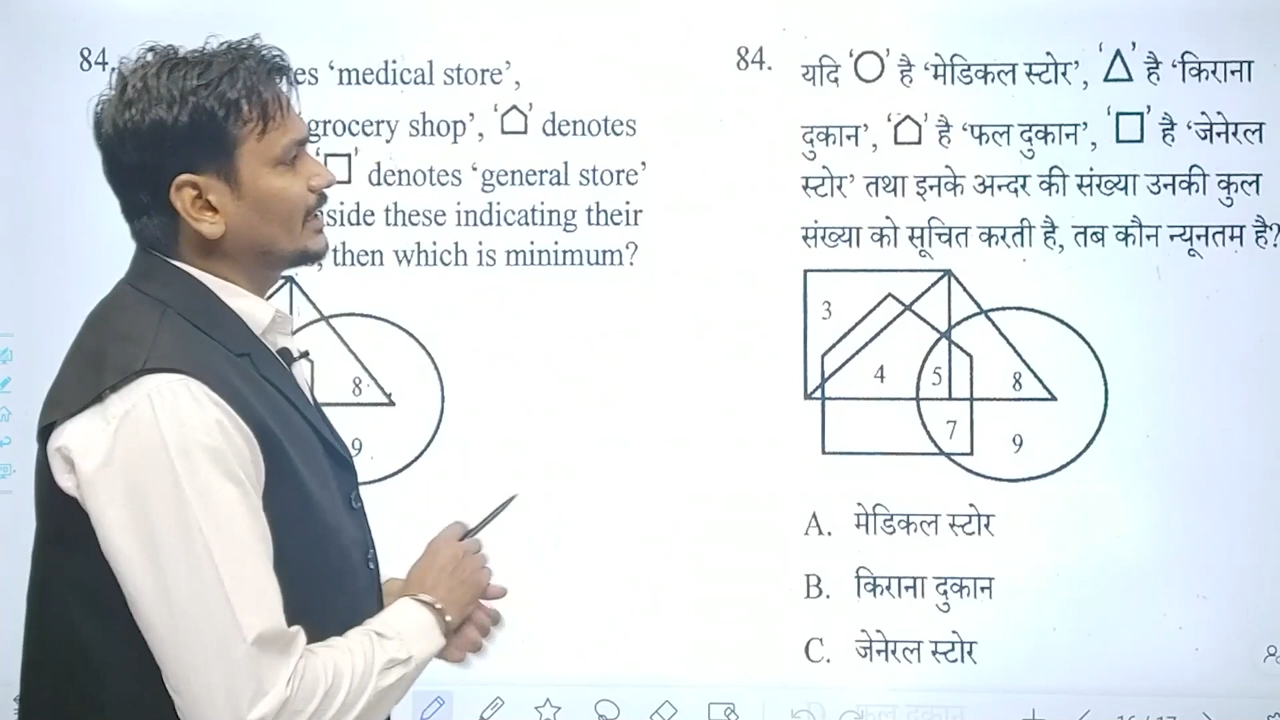 84.
es ‘medical store’,
grocery shop’, ‘⌂’ denotes
‘□’ denotes ‘general store’
side these indicating their
, then which is minimum?
8
9
84. यदि ‘○’ है ‘मेडिकल स्टोर’, ‘△’ है ‘किराना
दुकान’, ‘⌂’ है ‘फल दुकान’, ‘□’ है ‘जेनेरल
स्टोर’ तथा इनके अन्दर की संख्या उनकी कुल
संख्या को सूचित करती है, तब कौन न्यूनतम है?
3
4 5 8
7 9
A. मेडिकल स्टोर
B. किराना दुकान
C. जेनेरल स्टोर